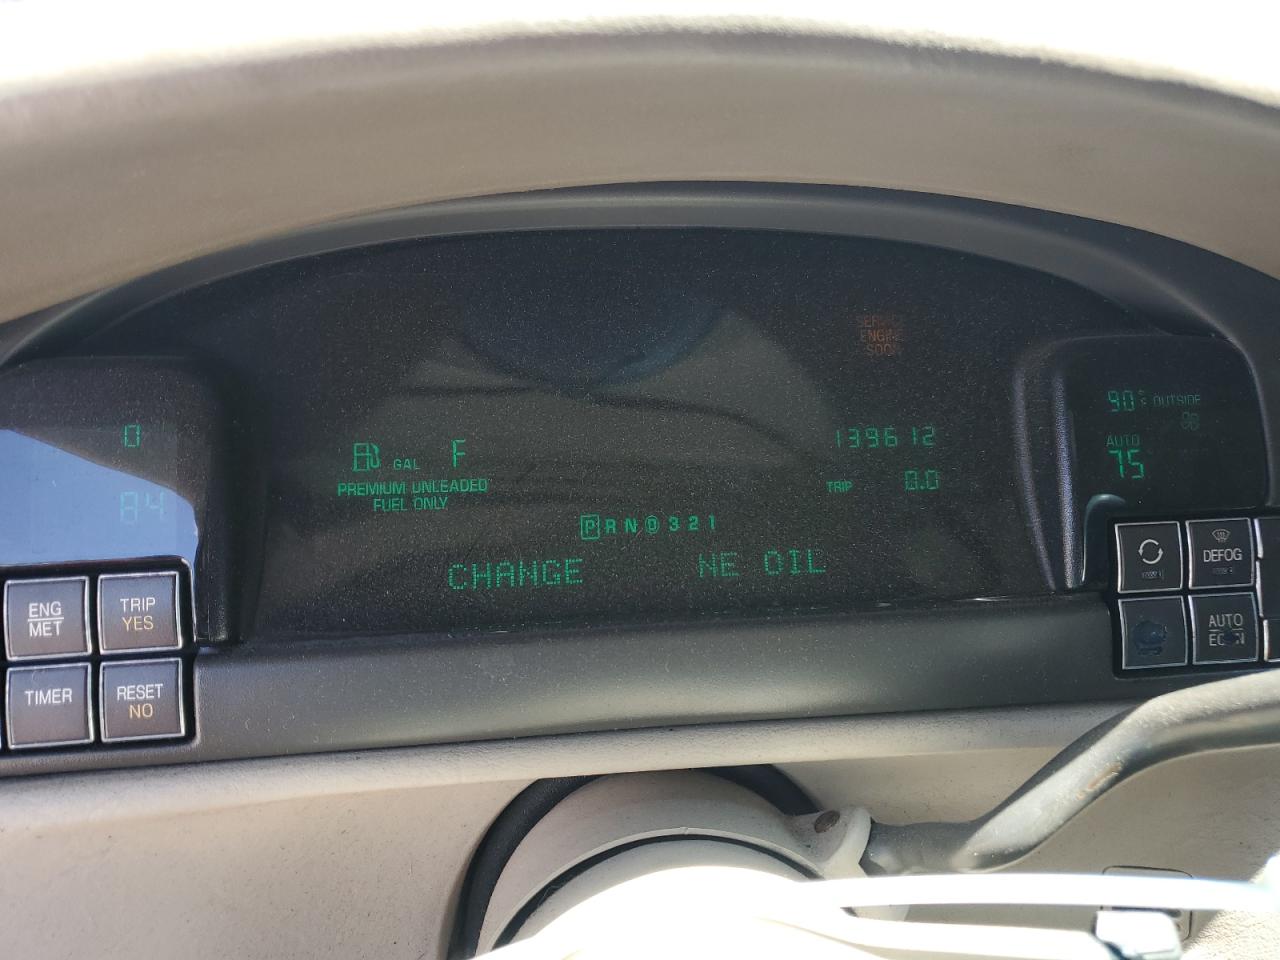 0
84
ENG
MET
TRIP
YES
TIMER
RESET
NO
GAL F
PREMIUM UNLEADED
FUEL ONLY
SERVICE
ENGINE
SOON
139612
TRIP 0.0
PRND321
CHANGE NE OIL
90° OUTSIDE
AUTO
75
DEFOG
AUTO
ECON